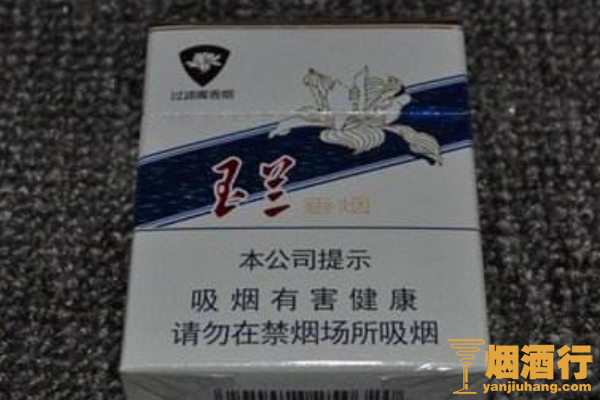 过滤嘴香烟
玉兰 香烟
本公司提示
吸烟有害健康
请勿在禁烟场所吸烟
烟酒行
yanjiuhang.com